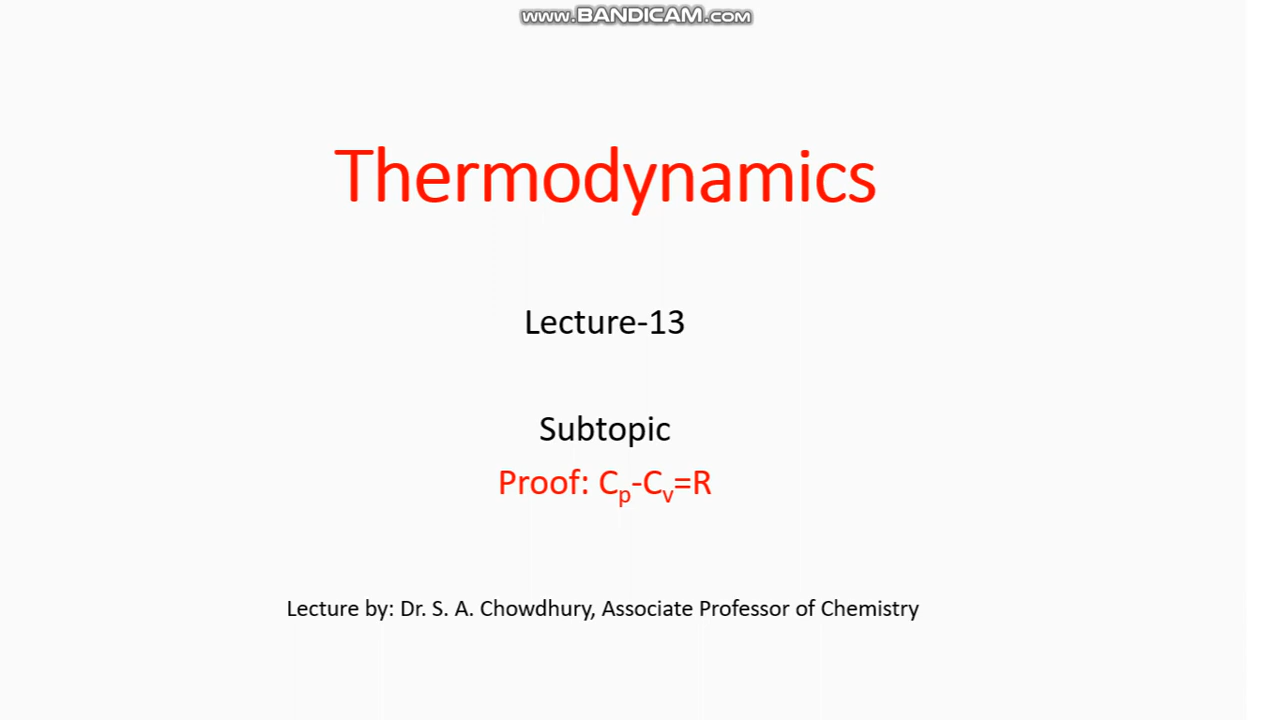 www.BANDICAM.com
Thermodynamics
Lecture-13
Subtopic
Proof: Cp-Cv=R
Lecture by: Dr. S. A. Chowdhury, Associate Professor of Chemistry